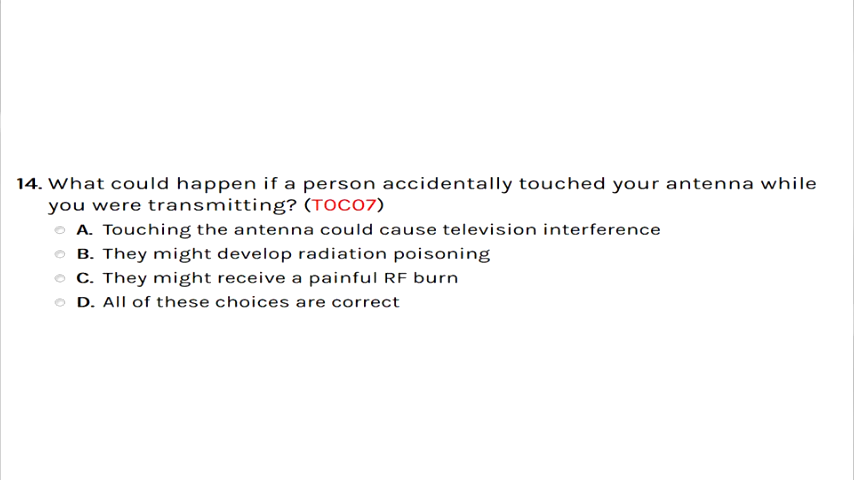 14. What could happen if a person accidentally touched your antenna while
you were transmitting? (T0C07)
A. Touching the antenna could cause television interference
B. They might develop radiation poisoning
C. They might receive a painful RF burn
D. All of these choices are correct